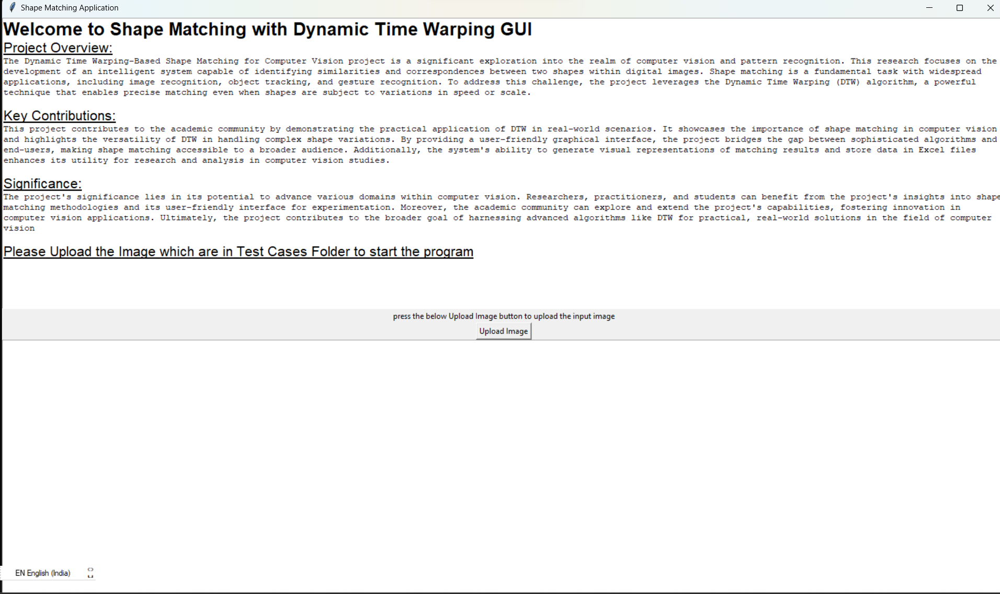 Shape Matching Application
Welcome to Shape Matching with Dynamic Time Warping GUI
Project Overview:
The Dynamic Time Warping-Based Shape Matching for Computer Vision project is a significant exploration into the realm of computer vision and pattern recognition. This research focuses on the
development of an intelligent system capable of identifying similarities and correspondences between two shapes within digital images. Shape matching is a fundamental task with widespread
applications, including image recognition, object tracking, and gesture recognition. To address this challenge, the project leverages the Dynamic Time Warping (DTW) algorithm, a powerful
technique that enables precise matching even when shapes are subject to variations in speed or scale.
Key Contributions:
This project contributes to the academic community by demonstrating the practical application of DTW in real-world scenarios. It showcases the importance of shape matching in computer vision
and highlights the versatility of DTW in handling complex shape variations. By providing a user-friendly graphical interface, the project bridges the gap between sophisticated algorithms and
end-users, making shape matching accessible to a broader audience. Additionally, the system's ability to generate visual representations of matching results and store data in Excel files
enhances its utility for research and analysis in computer vision studies.
Significance:
The project's significance lies in its potential to advance various domains within computer vision. Researchers, practitioners, and students can benefit from the project's insights into shape
matching methodologies and its user-friendly interface for experimentation. Moreover, the academic community can explore and extend the project's capabilities, fostering innovation in
computer vision applications. Ultimately, the project contributes to the broader goal of harnessing advanced algorithms like DTW for practical, real-world solutions in the field of computer
vision
Please Upload the Image which are in Test Cases Folder to start the program
press the below Upload Image button to upload the input image
Upload Image
EN English (India)